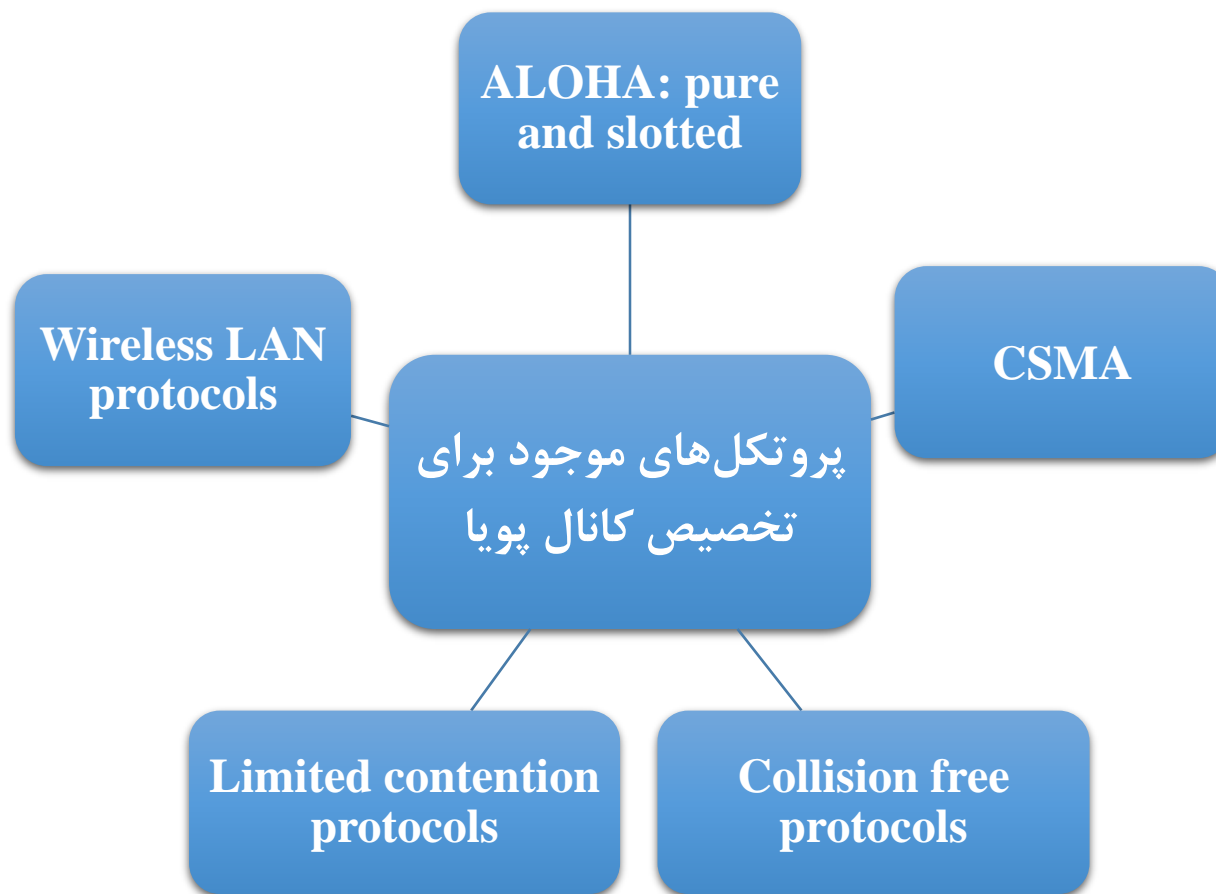 ALOHA: pure
and slotted
Wireless LAN
protocols
CSMA
پروتکل‌های موجود برای
تخصیص کانال پویا
Limited contention
protocols
Collision free
protocols